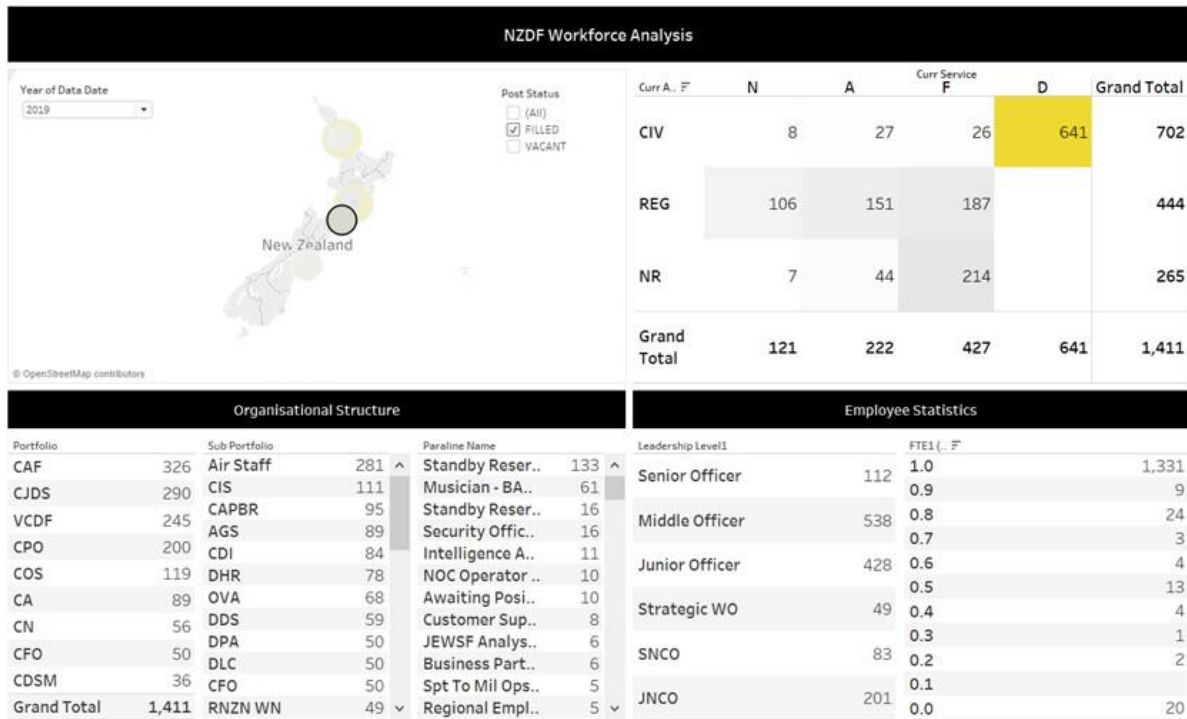 NZDF Workforce Analysis
Year of Data Date
2019
Post Status
(All)
FILLED
VACANT
New Zealand
© OpenStreetMap contributors
Curr Service
Curr A.. N A F D Grand Total
CIV 8 27 26 641 702
REG 106 151 187 444
NR 7 44 214 265
Grand Total 121 222 427 641 1,411
Organisational Structure
Portfolio
CAF 326
CJDS 290
VCDF 245
CPO 200
COS 119
CA 89
CN 56
CFO 50
CDSM 36
Grand Total 1,411
Sub Portfolio
Air Staff 281
CIS 111
CAPBR 95
AGS 89
CDI 84
DHR 78
OVA 68
DDS 59
DPA 50
DLC 50
CFO 50
RNZN WN 49
Paraline Name
Standby Reser.. 133
Musician - BA.. 61
Standby Reser.. 16
Security Offic.. 16
Intelligence A.. 11
NOC Operator .. 10
Awaiting Posi.. 10
Customer Sup.. 8
JEWSF Analys.. 6
Business Part.. 6
Spt To Mil Ops.. 5
Regional Empl.. 5
Employee Statistics
Leadership Level1
Senior Officer 112
Middle Officer 538
Junior Officer 428
Strategic WO 49
SNCO 83
JNCO 201
FTE1 (..
1.0 1,331
0.9 9
0.8 24
0.7 3
0.6 4
0.5 13
0.4 4
0.3 1
0.2 2
0.1
0.0 20